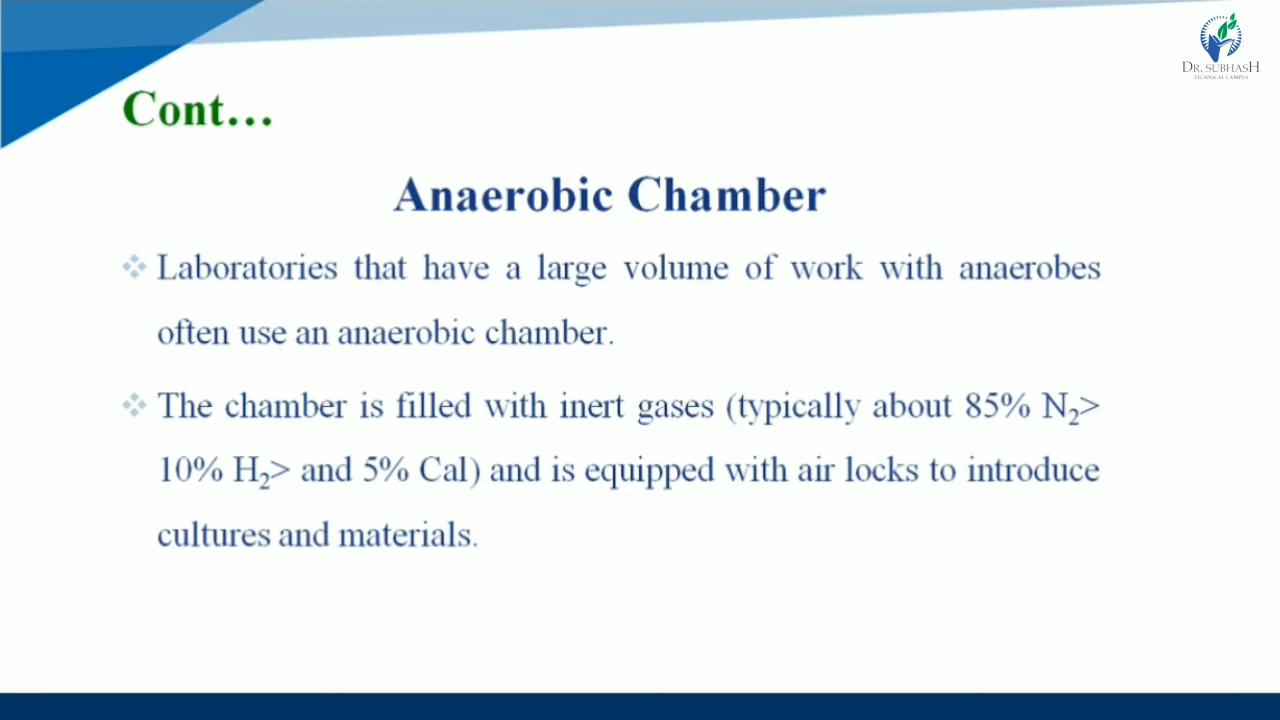 DR. SUBHASH
TECHNICAL CAMPUS
Cont…
Anaerobic Chamber
Laboratories that have a large volume of work with anaerobes
often use an anaerobic chamber.
The chamber is filled with inert gases (typically about 85% N₂>
10% H₂> and 5% Cal) and is equipped with air locks to introduce
cultures and materials.